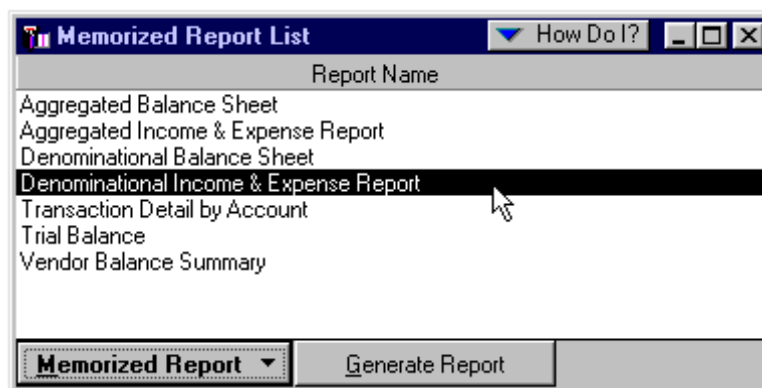 Memorized Report List How Do I?
Report Name
Aggregated Balance Sheet
Aggregated Income & Expense Report
Denominational Balance Sheet
Denominational Income & Expense Report
Transaction Detail by Account
Trial Balance
Vendor Balance Summary
Memorized Report Generate Report